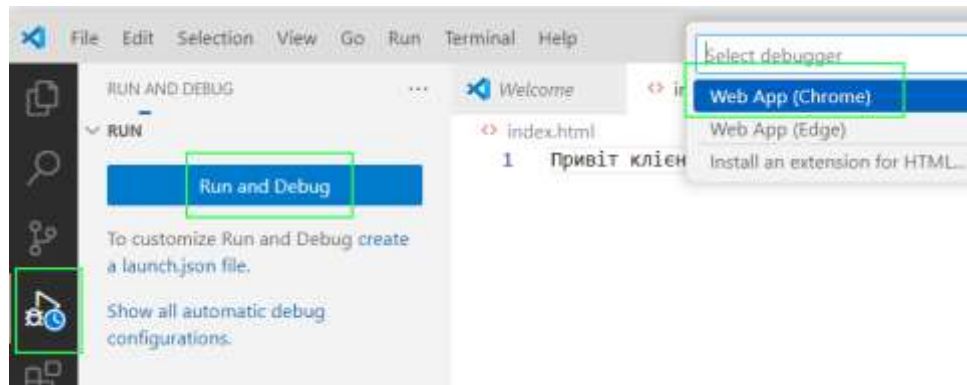 File Edit Selection View Go Run Terminal Help
Select debugger
Web App (Chrome)
Web App (Edge)
Install an extension for HTML...
RUN AND DEBUG ...
RUN
Run and Debug
To customize Run and Debug create
a launch.json file.
Show all automatic debug
configurations.
Welcome
index.html
1 Привіт